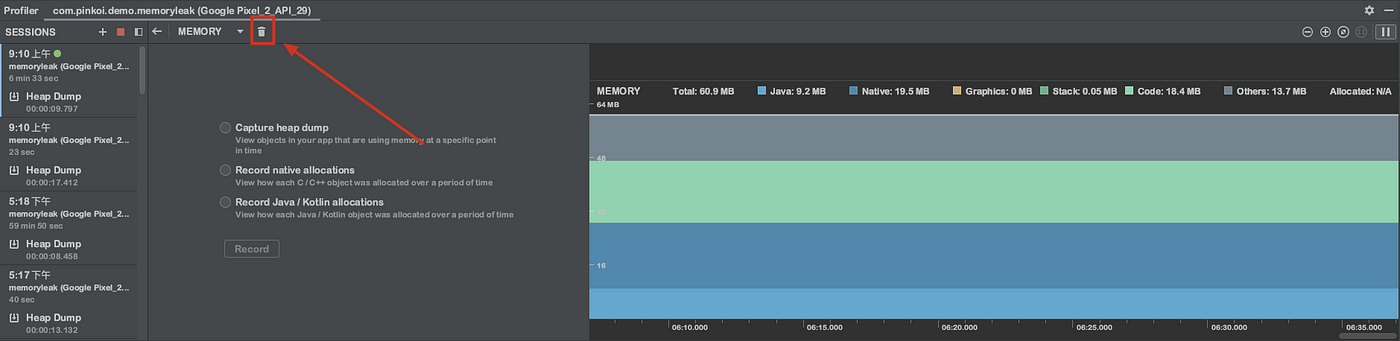 Profiler com.pinkoi.demo.memoryleak (Google Pixel_2_API_29)
SESSIONS
MEMORY
9:10 上午
memoryleak (Google Pixel_2...
6 min 33 sec
Heap Dump
00:00:09.797
9:10 上午
memoryleak (Google Pixel_2...
23 sec
Heap Dump
00:00:17.412
5:18 下午
memoryleak (Google Pixel_2...
59 min 50 sec
Heap Dump
00:00:08.458
5:17 下午
memoryleak (Google Pixel_2...
40 sec
Heap Dump
00:00:13.132
Capture heap dump
View objects in your app that are using memory at a specific point
in time
Record native allocations
View how each C / C++ object was allocated over a period of time
Record Java / Kotlin allocations
View how each Java / Kotlin object was allocated over a period of time
Record
MEMORY Total: 60.9 MB Java: 9.2 MB Native: 19.5 MB Graphics: 0 MB Stack: 0.05 MB Code: 18.4 MB Others: 13.7 MB Allocated: N/A
64 MB
48
16
06:10.000 06:15.000 06:20.000 06:25.000 06:30.000 06:35.000